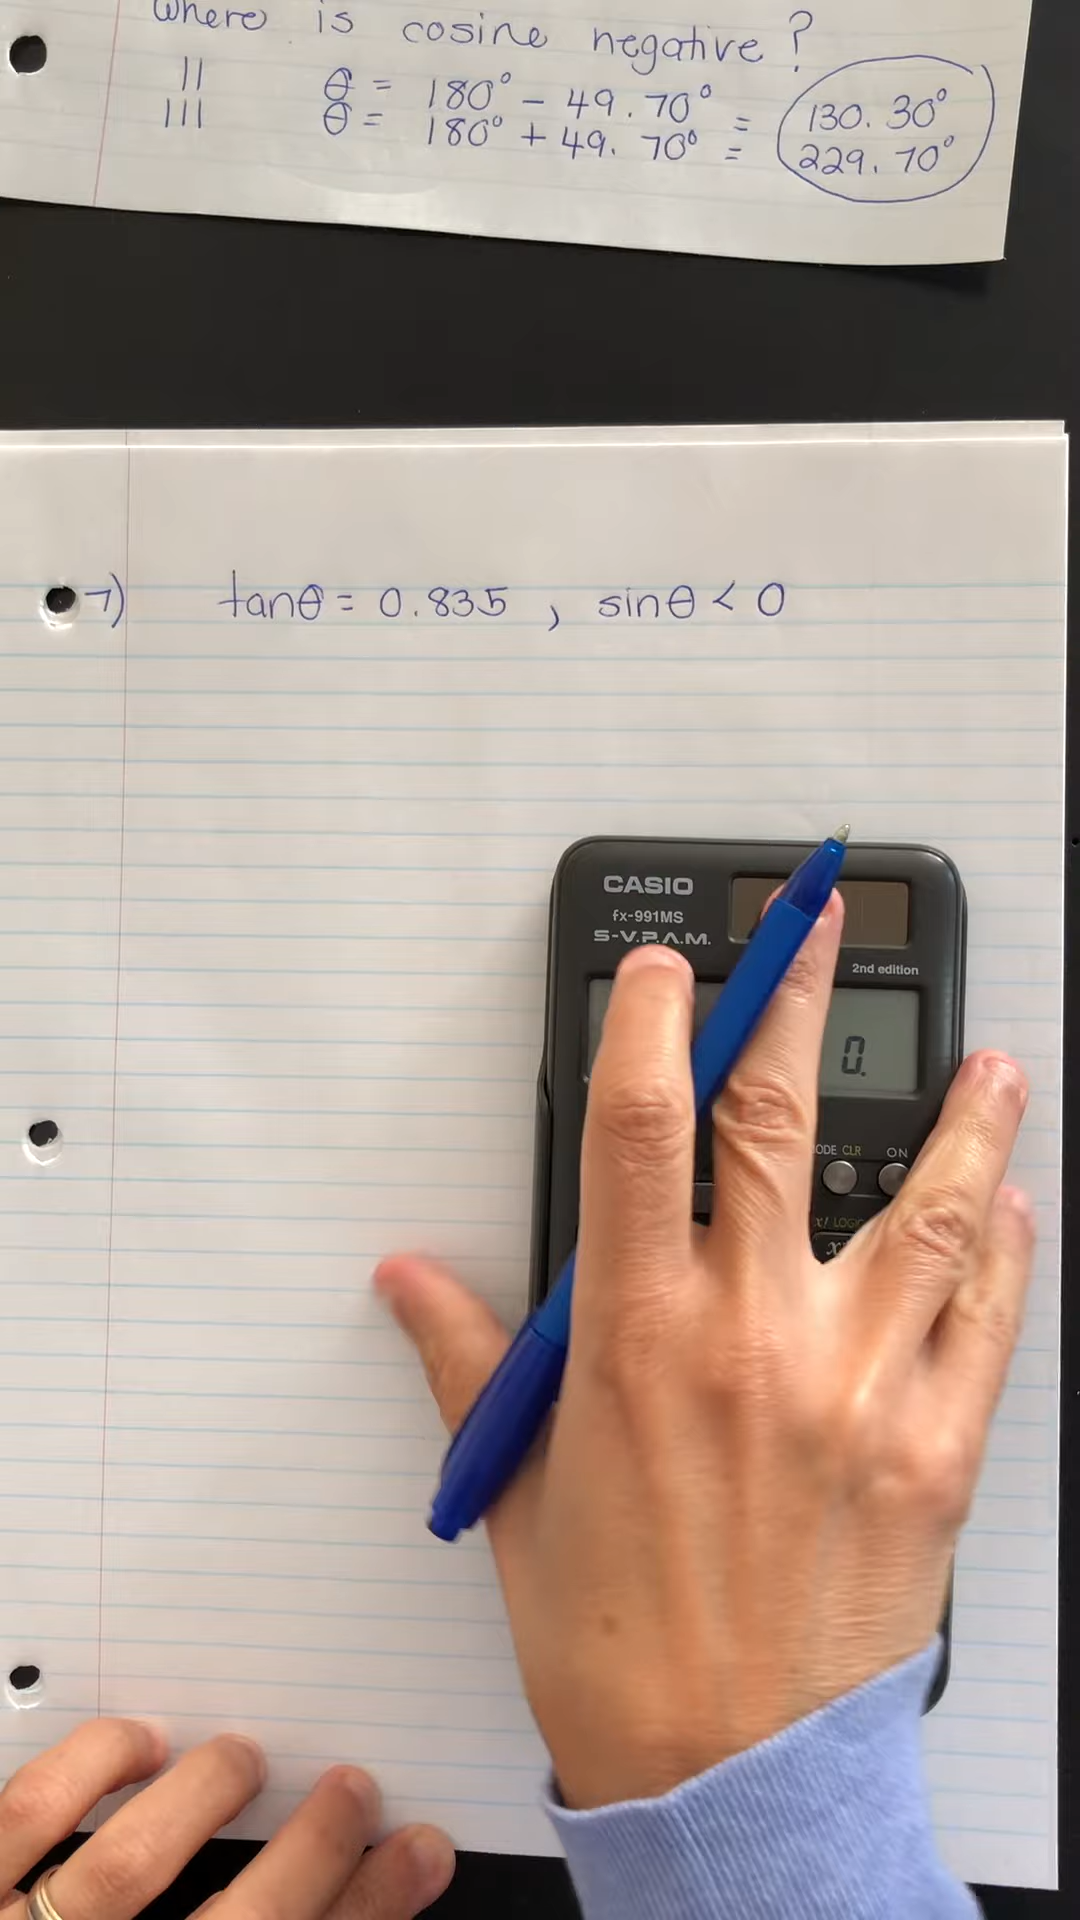 Where is cosine negative?
II θ = 180° - 49.70° = 130.30°
III θ = 180° + 49.70° = 229.70°
7) tanθ = 0.835 , sinθ < 0
CASIO
fx-991MS
S-V.P.A.M.
2nd edition
0.
ODE CLR ON
x! LOGIC